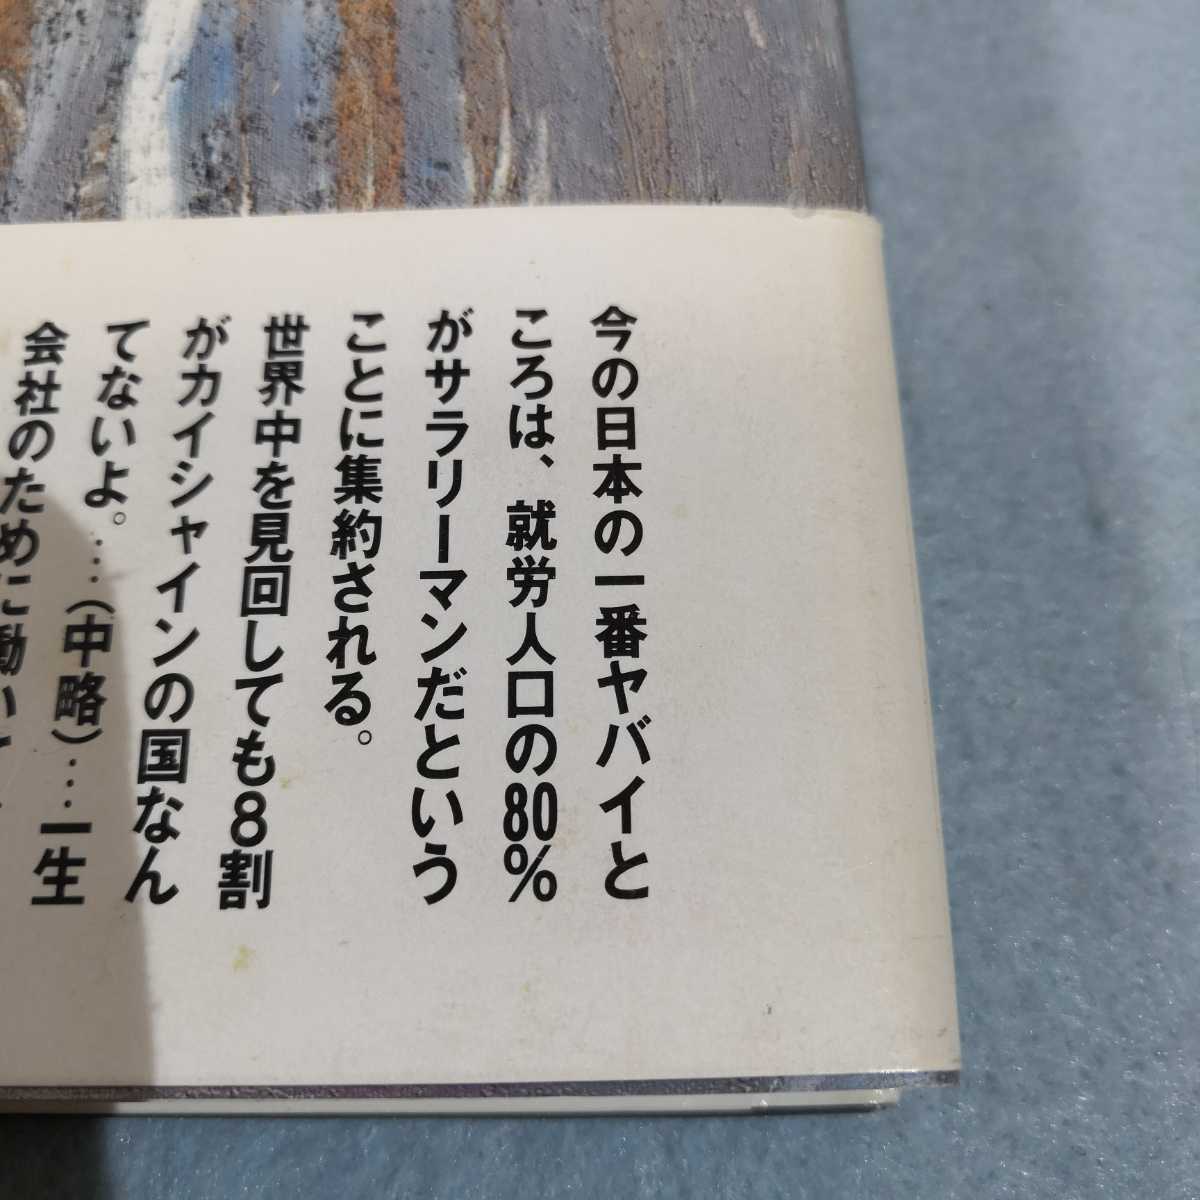 今の日本の一番ヤバイと
ころは、就労人口の80%
がサラリーマンだという
ことに集約される。
世界中を見回しても8割
がカイシャインの国なん
てないよ。…(中略)…一生
会社のために働い